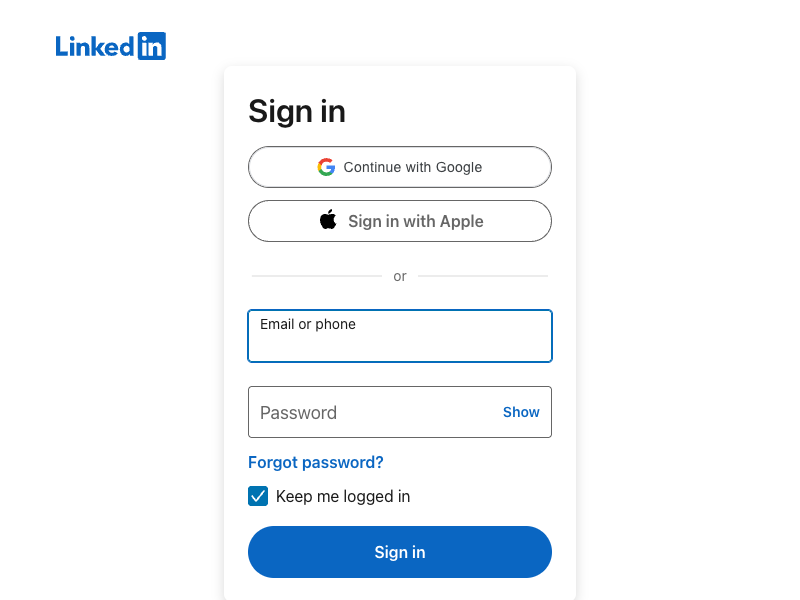 Linkedin
Sign in
Continue with Google
Sign in with Apple
or
Email or phone
Password
Show
Forgot password?
Keep me logged in
Sign in